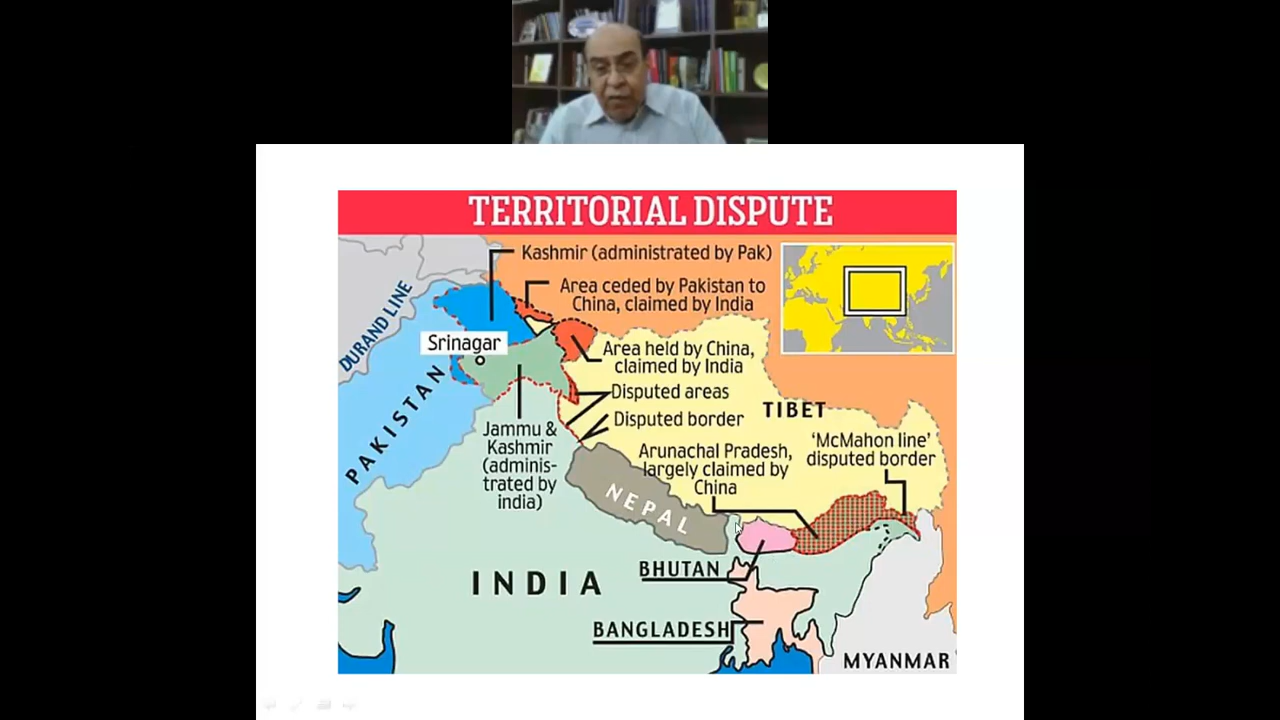 TERRITORIAL DISPUTE
Kashmir (administrated by Pak)
Area ceded by Pakistan to
China, claimed by India
DURAND LINE
Srinagar
Area held by China,
claimed by India
Disputed areas
TIBET
Disputed border
PAKISTAN
Jammu &
Kashmir
(adminis-
trated by
india)
Arunachal Pradesh,
largely claimed by
China
'McMahon line'
disputed border
NEPAL
BHUTAN
INDIA
BANGLADESH
MYANMAR